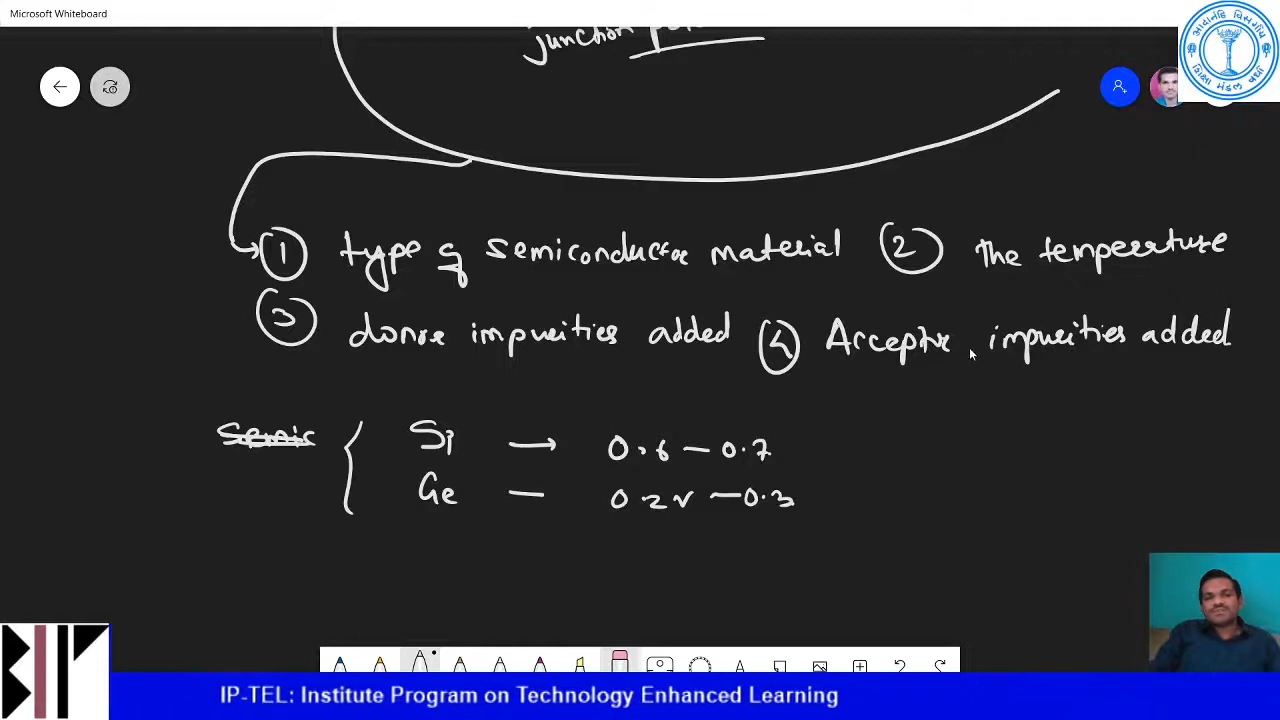 Microsoft Whiteboard
junction
1 type of semiconductor material 2 the temperature
3 donor impurities added 4 Acceptor impurities added
Semic
Si → 0.6 - 0.7
Ge - 0.2v - 0.3
IP-TEL: Institute Program on Technology Enhanced Learning